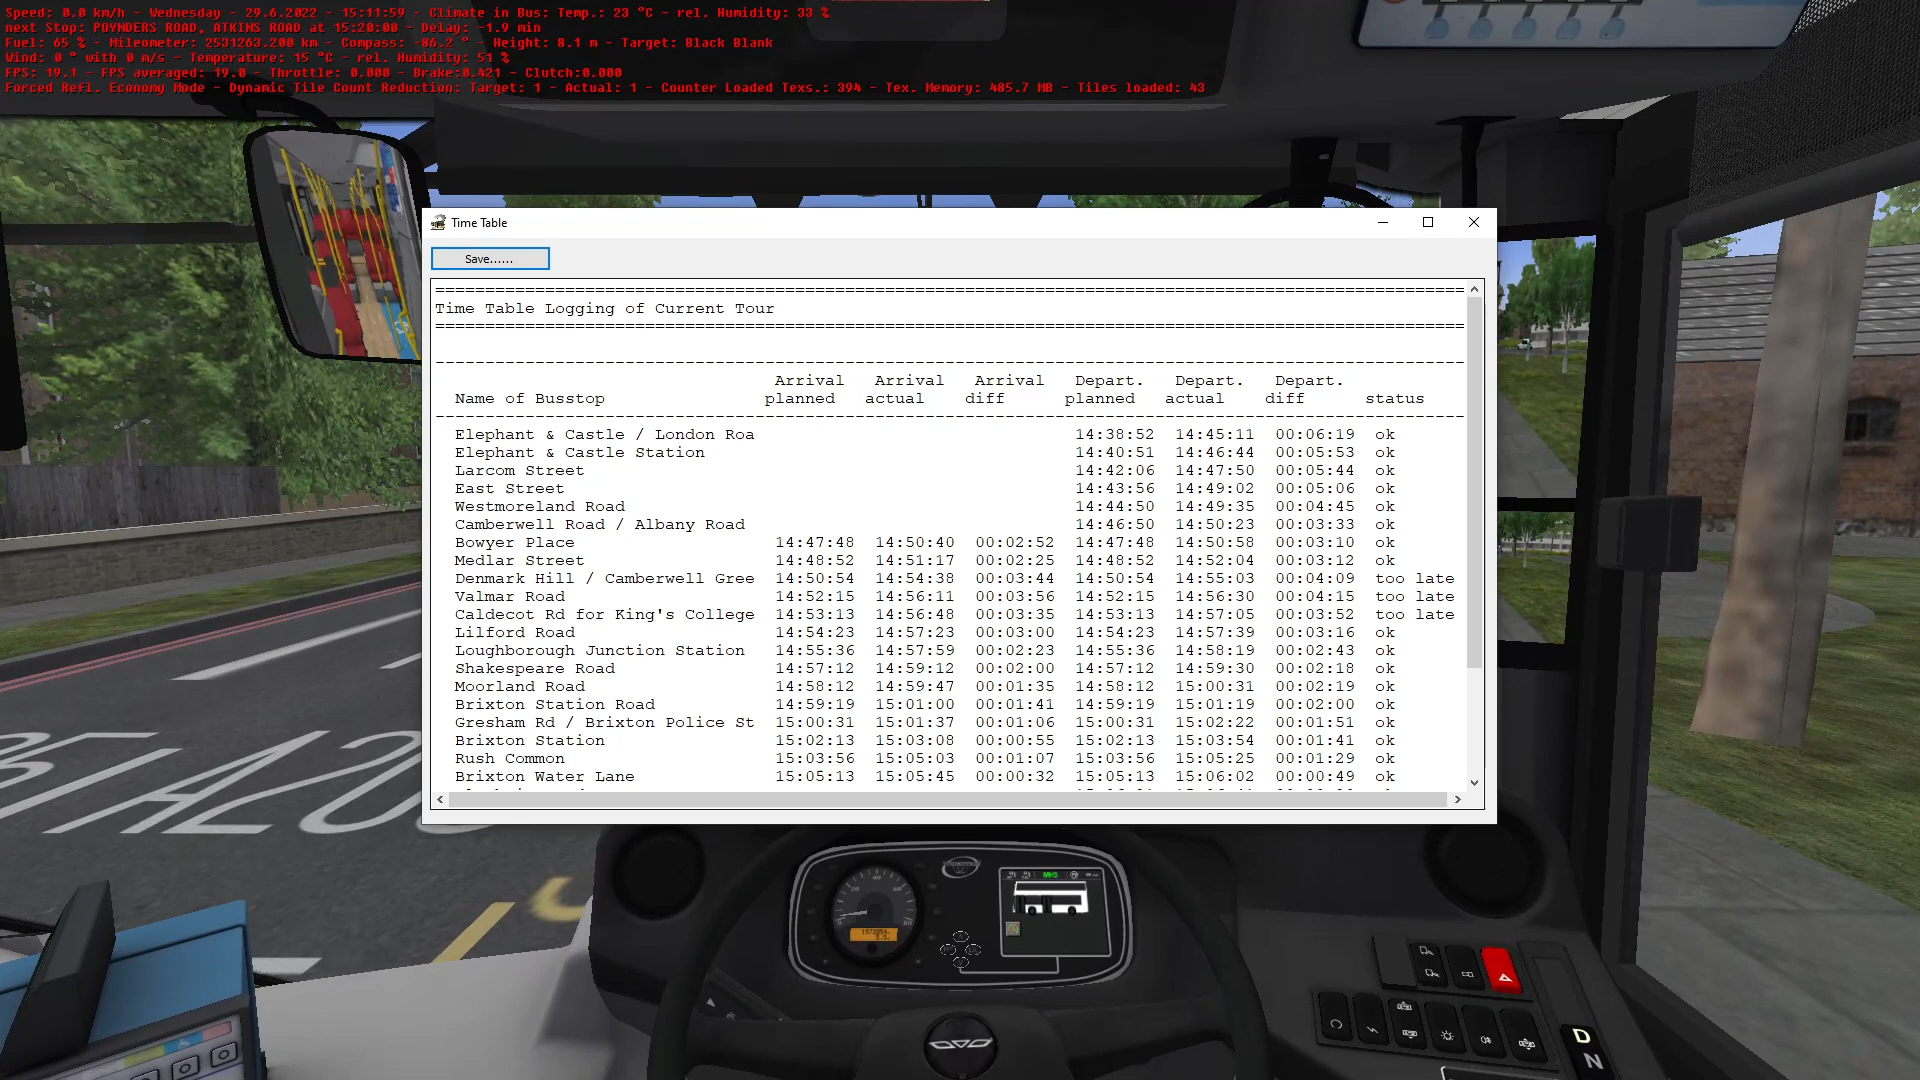 Speed: 0.0 km/h - Wednesday - 29.6.2022 - 15:11:59 - Climate in Bus: Temp.: 23 °C - rel. Humidity: 33 %
next Stop: POYNDERS ROAD, ATKINS ROAD at 15:20:00 - Delay: -1.9 min
Fuel: 65 % - Mileometer: 2531263.200 km - Compass: -86.2 ° - Height: 8.1 m - Target: Black Blank
Wind: 0 ° with 0 m/s - Temperature: 15 °C - rel. Humidity: 51 %
FPS: 19.1 - FPS averaged: 19.0 - Throttle: 0.000 - Brake:0.421 - Clutch:0.000
Forced Refl. Economy Mode - Dynamic Tile Count Reduction: Target: 1 - Actual: 1 - Counter Loaded Texs.: 394 - Tex. Memory: 485.7 MB - Tiles loaded: 43
Time Table
Save......
Time Table Logging of Current Tour
Arrival Arrival Arrival Depart. Depart. Depart.
Name of Busstop planned actual diff planned actual diff status
Elephant & Castle / London Roa 14:38:52 14:45:11 00:06:19 ok
Elephant & Castle Station 14:40:51 14:46:44 00:05:53 ok
Larcom Street 14:42:06 14:47:50 00:05:44 ok
East Street 14:43:56 14:49:02 00:05:06 ok
Westmoreland Road 14:44:50 14:49:35 00:04:45 ok
Camberwell Road / Albany Road 14:46:50 14:50:23 00:03:33 ok
Bowyer Place 14:47:48 14:50:40 00:02:52 14:47:48 14:50:58 00:03:10 ok
Medlar Street 14:48:52 14:51:17 00:02:25 14:48:52 14:52:04 00:03:12 ok
Denmark Hill / Camberwell Gree 14:50:54 14:54:38 00:03:44 14:50:54 14:55:03 00:04:09 too late
Valmar Road 14:52:15 14:56:11 00:03:56 14:52:15 14:56:30 00:04:15 too late
Caldecot Rd for King's College 14:53:13 14:56:48 00:03:35 14:53:13 14:57:05 00:03:52 too late
Lilford Road 14:54:23 14:57:23 00:03:00 14:54:23 14:57:39 00:03:16 ok
Loughborough Junction Station 14:55:36 14:57:59 00:02:23 14:55:36 14:58:19 00:02:43 ok
Shakespeare Road 14:57:12 14:59:12 00:02:00 14:57:12 14:59:30 00:02:18 ok
Moorland Road 14:58:12 14:59:47 00:01:35 14:58:12 15:00:31 00:02:19 ok
Brixton Station Road 14:59:19 15:01:00 00:01:41 14:59:19 15:01:19 00:02:00 ok
Gresham Rd / Brixton Police St 15:00:31 15:01:37 00:01:06 15:00:31 15:02:22 00:01:51 ok
Brixton Station 15:02:13 15:03:08 00:00:55 15:02:13 15:03:54 00:01:41 ok
Rush Common 15:03:56 15:05:03 00:01:07 15:03:56 15:05:25 00:01:29 ok
Brixton Water Lane 15:05:13 15:05:45 00:00:32 15:05:13 15:06:02 00:00:49 ok
D
N